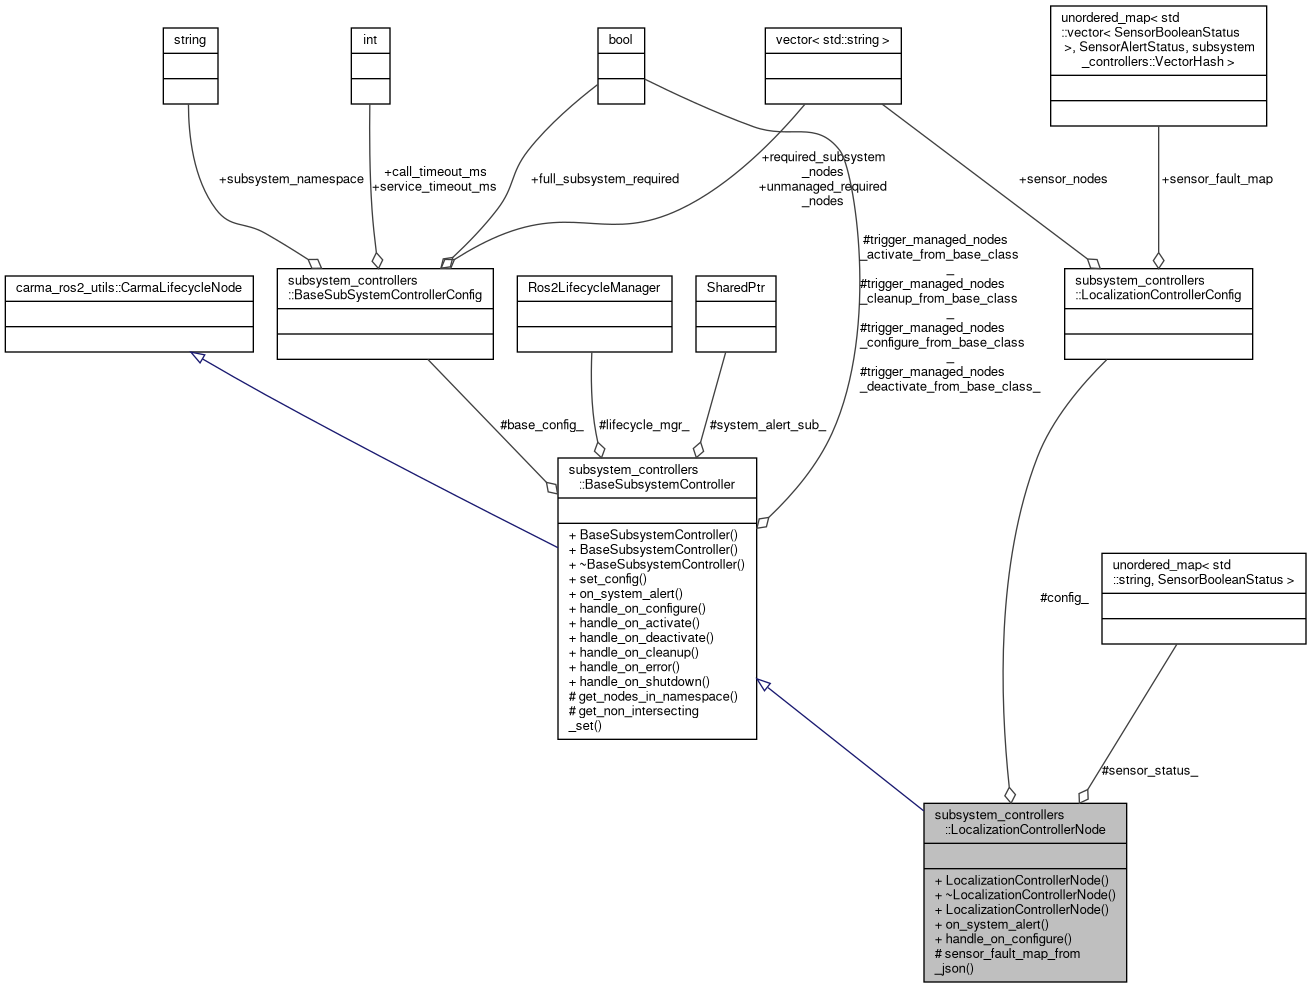 string
int
bool
vector< std::string >
unordered_map< std
::vector< SensorBooleanStatus
>, SensorAlertStatus, subsystem
_controllers::VectorHash >
+subsystem_namespace
+call_timeout_ms
+service_timeout_ms
+full_subsystem_required
+required_subsystem
_nodes
+unmanaged_required
_nodes
+sensor_nodes
+sensor_fault_map
#trigger_managed_nodes
_activate_from_base_class
_
#trigger_managed_nodes
_cleanup_from_base_class
_
#trigger_managed_nodes
_configure_from_base_class
_
#trigger_managed_nodes
_deactivate_from_base_class_
carma_ros2_utils::CarmaLifecycleNode
subsystem_controllers
::BaseSubSystemControllerConfig
Ros2LifecycleManager
SharedPtr
subsystem_controllers
::LocalizationControllerConfig
#base_config_
#lifecycle_mgr_
#system_alert_sub_
subsystem_controllers
::BaseSubsystemController
+ BaseSubsystemController()
+ BaseSubsystemController()
+ ~BaseSubsystemController()
+ set_config()
+ on_system_alert()
+ handle_on_configure()
+ handle_on_activate()
+ handle_on_deactivate()
+ handle_on_cleanup()
+ handle_on_error()
+ handle_on_shutdown()
# get_nodes_in_namespace()
# get_non_intersecting
_set()
#config_
unordered_map< std
::string, SensorBooleanStatus >
#sensor_status_
subsystem_controllers
::LocalizationControllerNode
+ LocalizationControllerNode()
+ ~LocalizationControllerNode()
+ LocalizationControllerNode()
+ on_system_alert()
+ handle_on_configure()
# sensor_fault_map_from
_json()